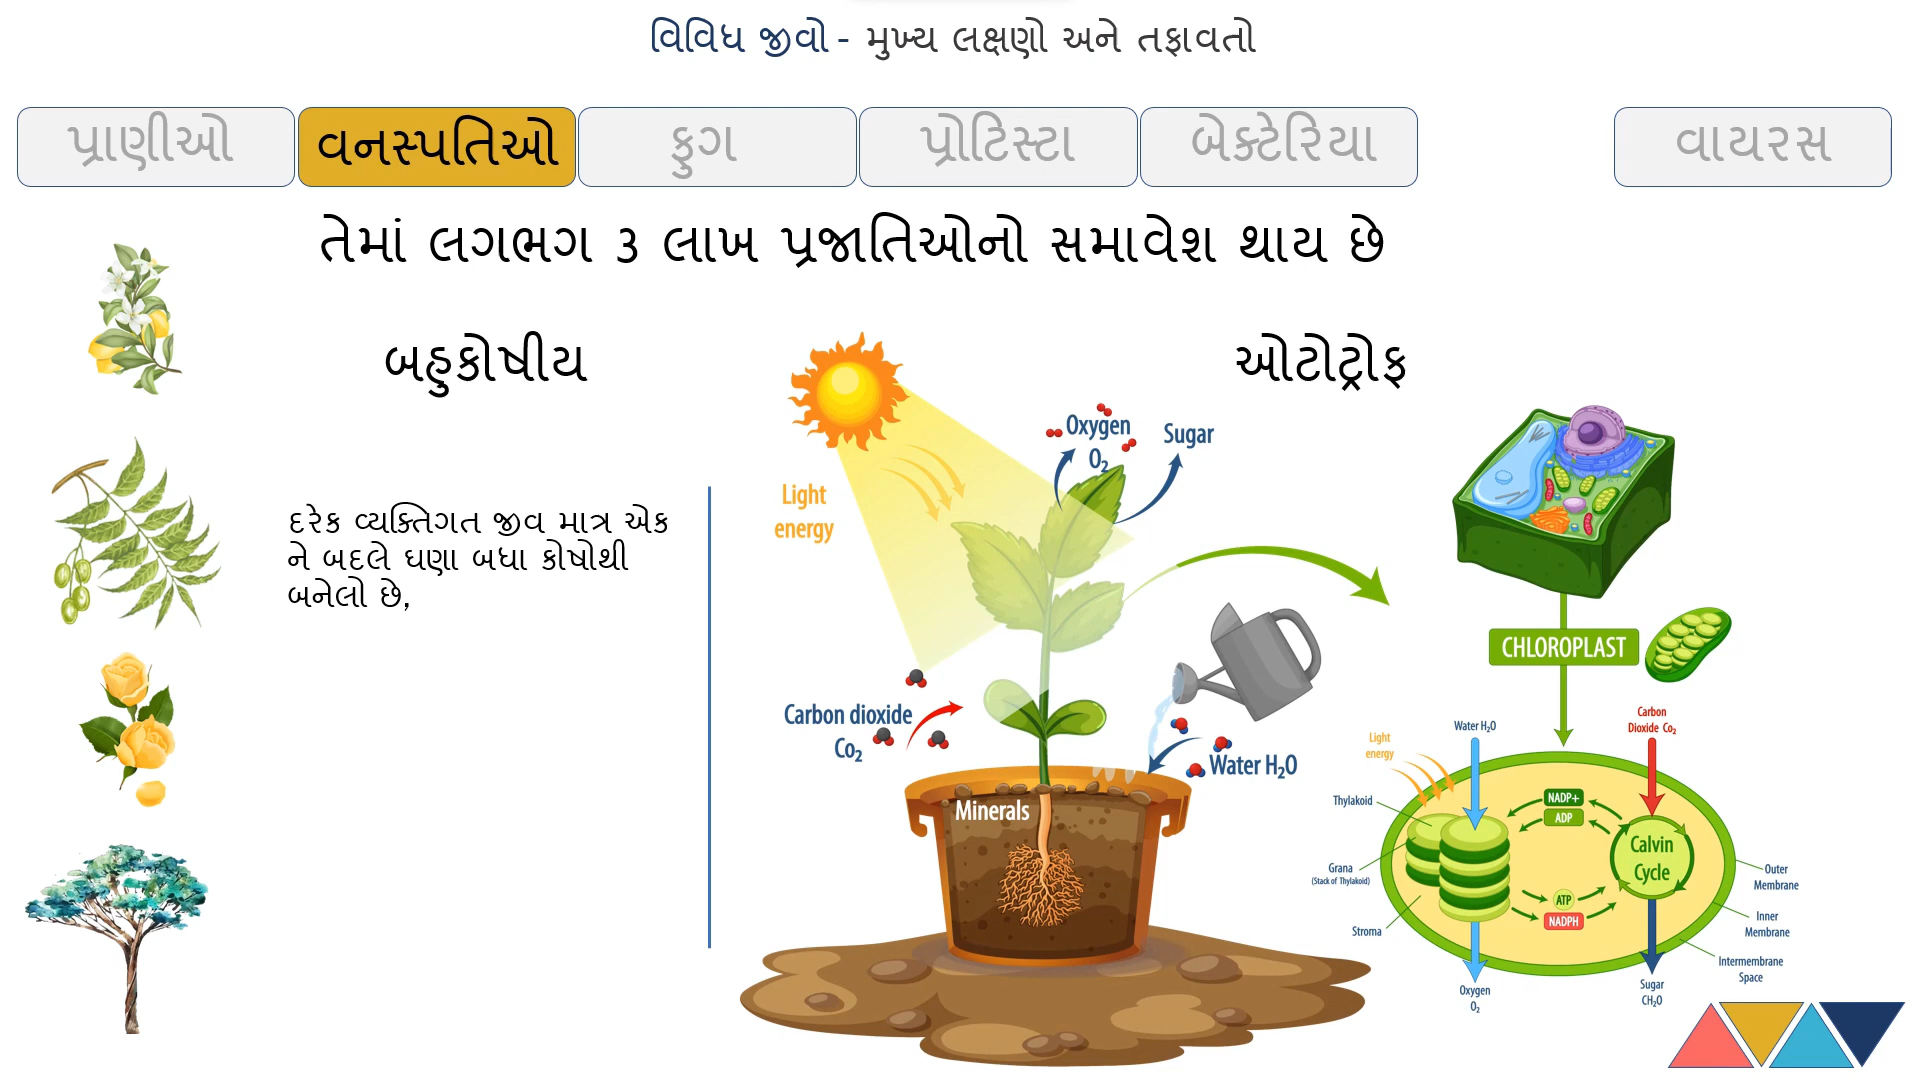 વિવિધ જીવો - મુખ્ય લક્ષણો અને તફાવતો
પ્રાણીઓ
વનસ્પતિઓ
ફુગ
પ્રોટિસ્ટા
બેક્ટેરિયા
વાયરસ
તેમાં લગભગ 3 લાખ પ્રજાતિઓનો સમાવેશ થાય છે
બહુકોષીય
ઓટોટ્રોફ
દરેક વ્યક્તિગત જીવ માત્ર એક
ને બદલે ઘણા બધા કોષોથી
બનેલો છે,
Light
energy
Oxygen
O₂
Sugar
Carbon dioxide
Co₂
Water H₂O
Minerals
CHLOROPLAST
Light
energy
Water H₂O
Carbon
Dioxide Co₂
Thylakoid
Grana
(Stack of Thylakoid)
Stroma
NADP+
ADP
ATP
NADPH
Calvin
Cycle
Outer
Membrane
Inner
Membrane
Intermembrane
Space
Oxygen
O₂
Sugar
CH₂O